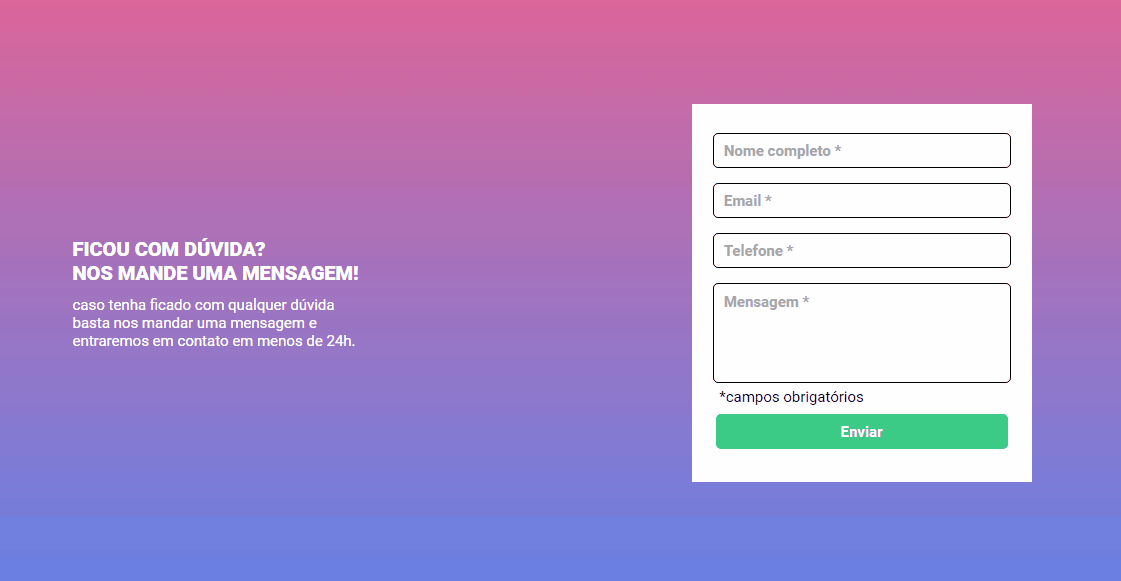 FICOU COM DÚVIDA?
NOS MANDE UMA MENSAGEM!
caso tenha ficado com qualquer dúvida
basta nos mandar uma mensagem e
entraremos em contato em menos de 24h.
Nome completo *
Email *
Telefone *
Mensagem *
*campos obrigatórios
Enviar